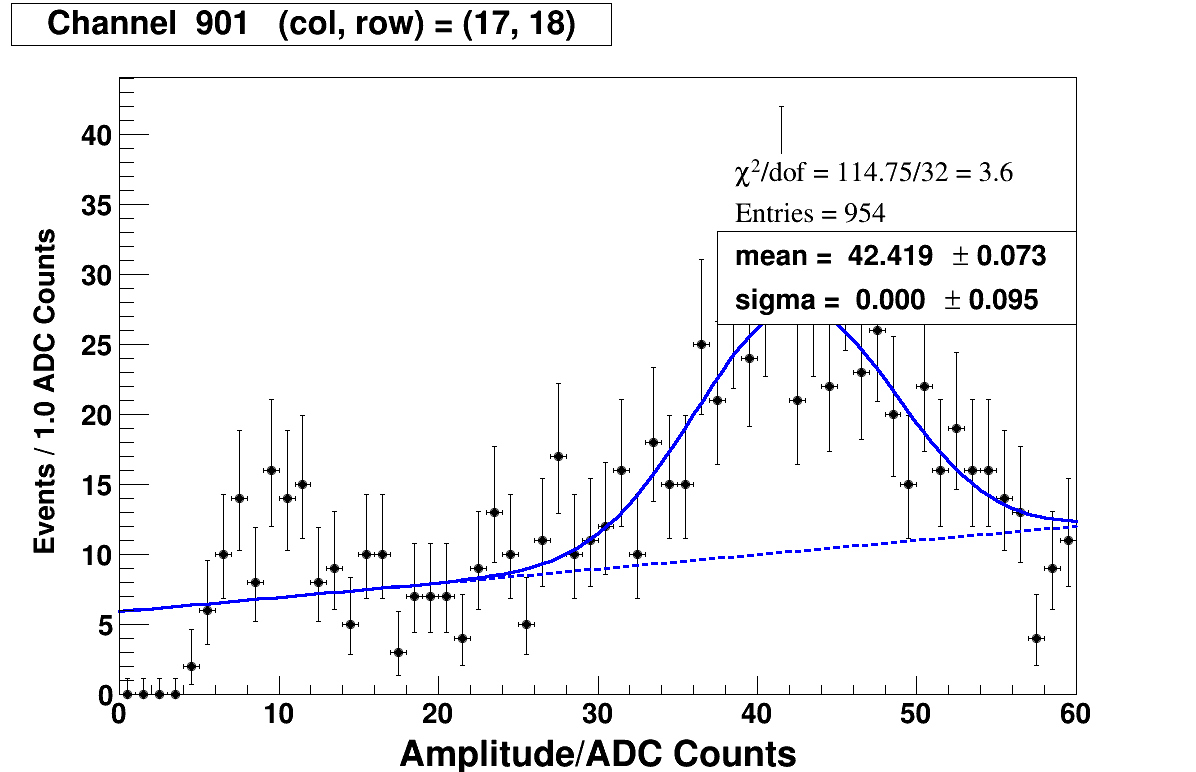 Channel 901 (col, row) = (17, 18)
χ²/dof = 114.75/32 = 3.6
Entries = 954
mean = 42.419 ± 0.073
sigma = 0.000 ± 0.095
Events / 1.0 ADC Counts
40
35
30
25
20
15
10
5
0
0 10 20 30 40 50 60
Amplitude/ADC Counts